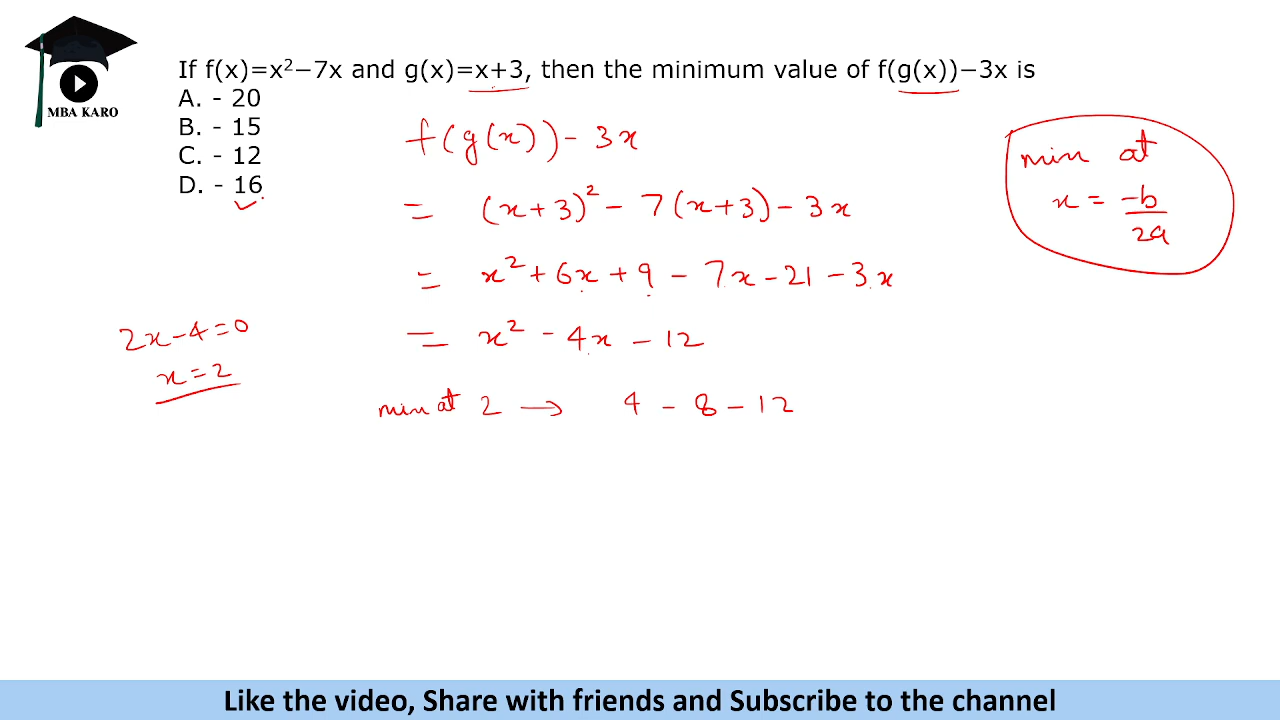 If f(x)=x²−7x and g(x)=x+3, then the minimum value of f(g(x))−3x is
A. - 20
B. - 15
C. - 12
D. - 16
MBA KARO
f(g(x)) - 3x
= (x+3)² - 7(x+3) - 3x
= x² + 6x + 9 - 7x - 21 - 3x
= x² - 4x - 12
min at 2 → 4 - 8 - 12
2x-4=0
x=2
min at
x = -b/2a
Like the video, Share with friends and Subscribe to the channel